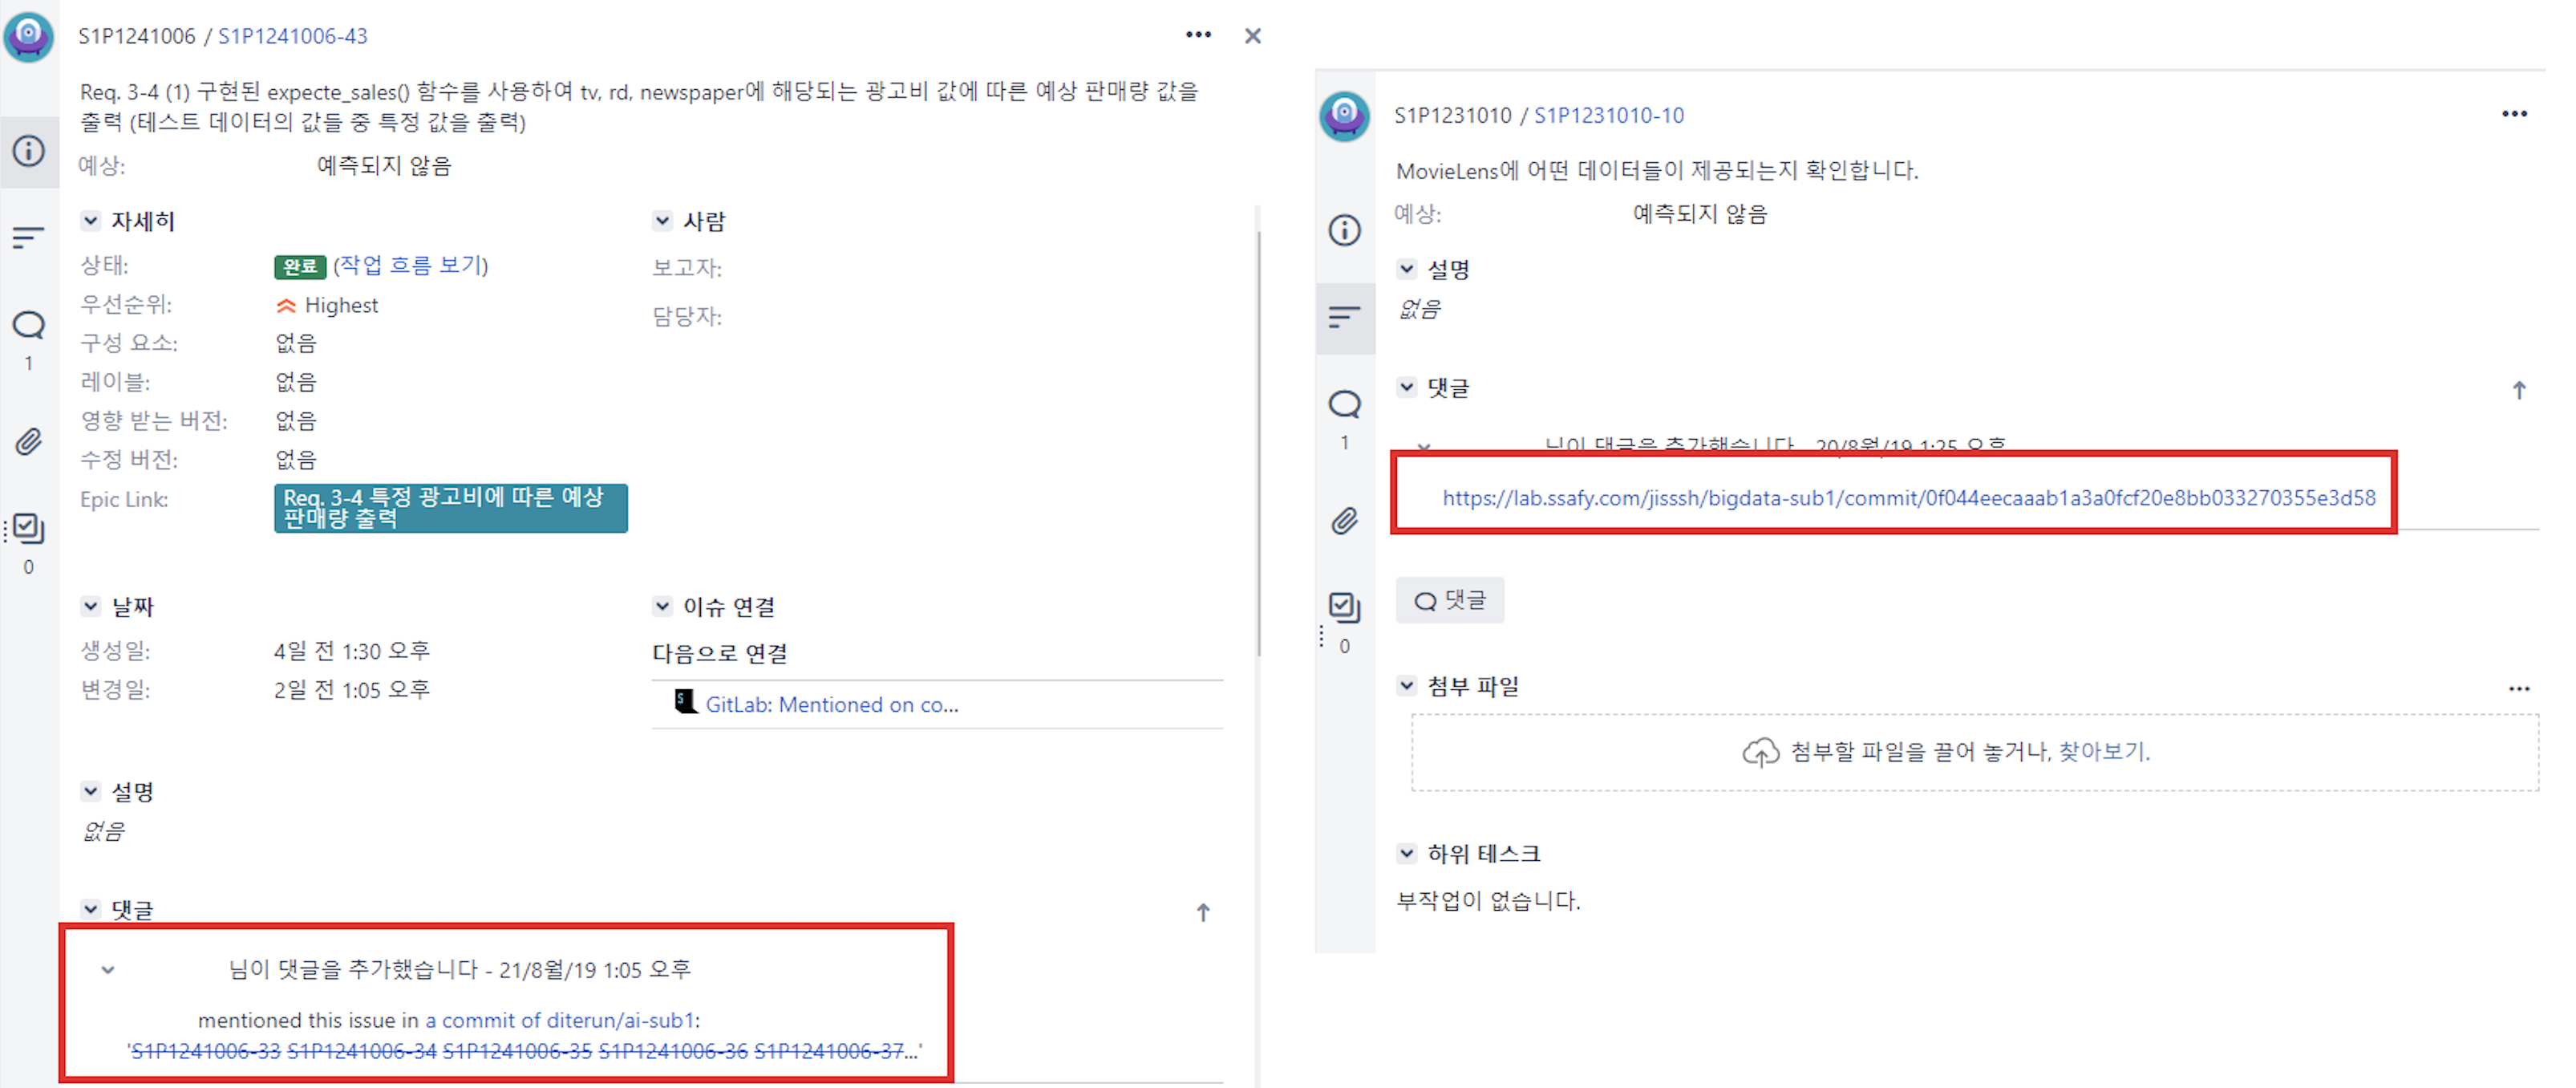 S1P1241006 / S1P1241006-43
Req. 3-4 (1) 구현된 expecte_sales() 함수를 사용하여 tv, rd, newspaper에 해당되는 광고비 값에 따른 예상 판매량 값을
출력 (테스트 데이터의 값들 중 특정 값을 출력)
예상: 예측되지 않음
자세히
상태: 완료 (작업 흐름 보기)
우선순위: Highest
구성 요소: 없음
레이블: 없음
영향 받는 버전: 없음
수정 버전: 없음
Epic Link: Req. 3-4 특정 광고비에 따른 예상
판매량 출력
사람
보고자:
담당자:
1
0
날짜
생성일: 4일 전 1:30 오후
변경일: 2일 전 1:05 오후
이슈 연결
다음으로 연결
GitLab: Mentioned on co...
설명
없음
댓글
님이 댓글을 추가했습니다 - 21/8월/19 1:05 오후
mentioned this issue in a commit of diterun/ai-sub1:
'S1P1241006-33 S1P1241006-34 S1P1241006-35 S1P1241006-36 S1P1241006-37...'
S1P1231010 / S1P1231010-10
MovieLens에 어떤 데이터들이 제공되는지 확인합니다.
예상: 예측되지 않음
설명
없음
댓글
님이 댓글을 추가했습니다 - 20/8월/19 1:25 오후
https://lab.ssafy.com/jisssh/bigdata-sub1/commit/0f044eecaaab1a3a0fcf20e8bb033270355e3d58
1
0
댓글
첨부 파일
첨부할 파일을 끌어 놓거나, 찾아보기.
하위 테스크
부작업이 없습니다.